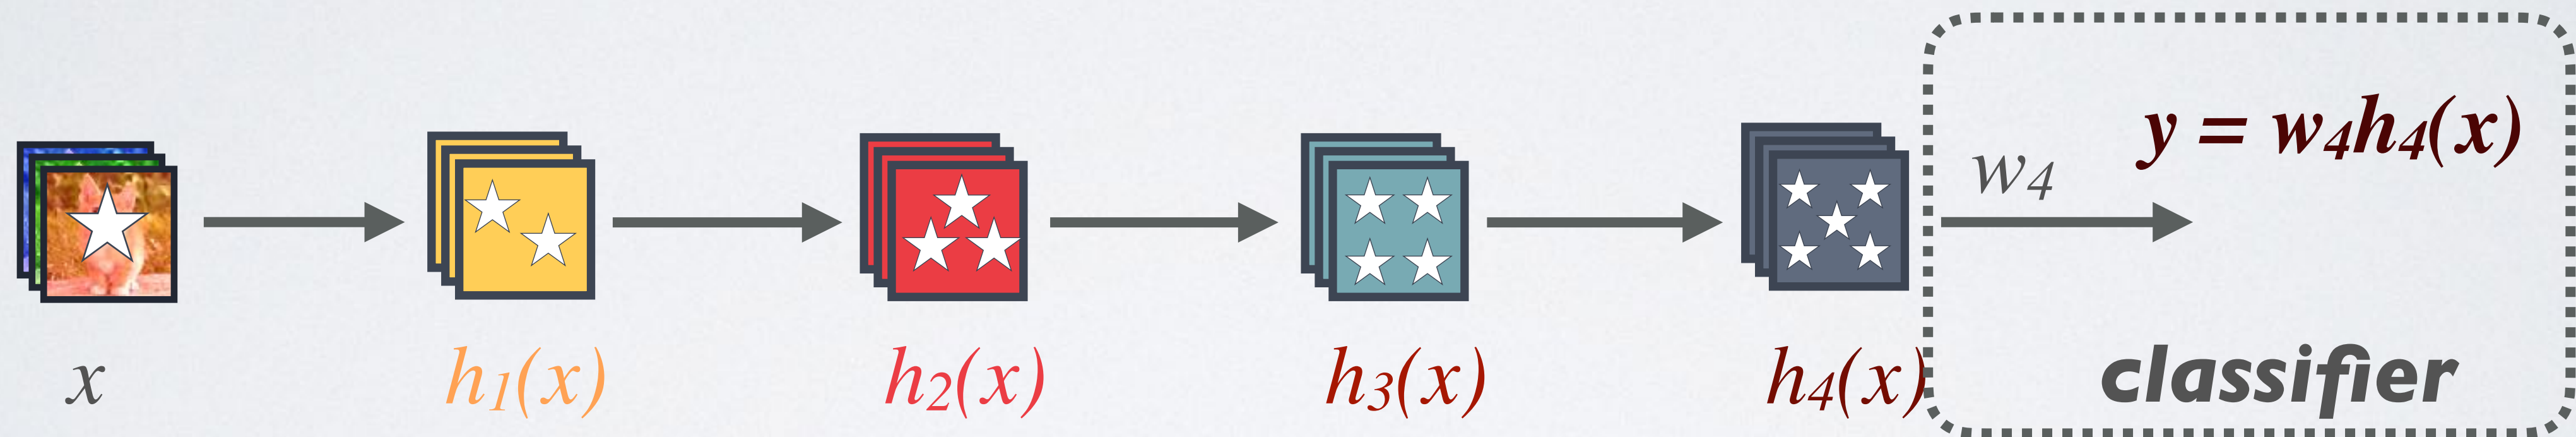 y = w4h4(x)
w4
x
h1(x)
h2(x)
h3(x)
h4(x)
classifier